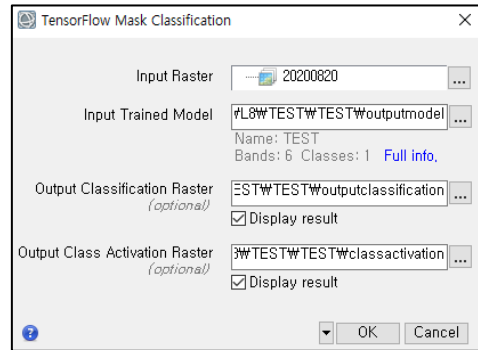 TensorFlow Mask Classification
Input Raster 20200820 ...
Input Trained Model ₩L8₩TEST₩TEST₩outputmodel ...
Name: TEST
Bands: 6 Classes: 1 Full info.
Output Classification Raster EST₩TEST₩outputclassification ...
(optional)
Display result
Output Class Activation Raster 3₩TEST₩TEST₩classactivation ...
(optional)
Display result
? OK Cancel